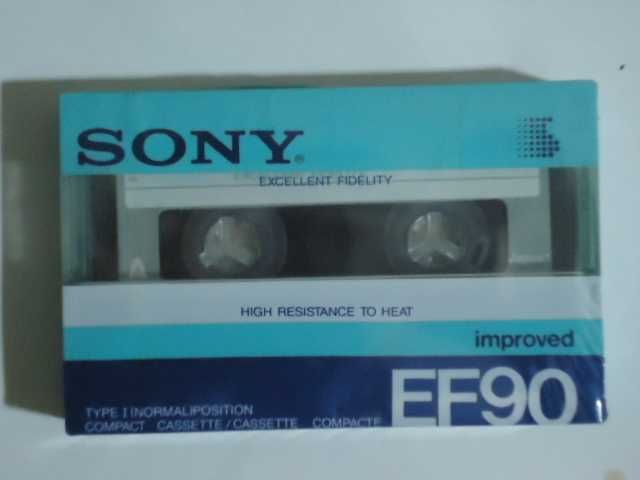 SONY®
EXCELLENT FIDELITY
HIGH RESISTANCE TO HEAT
improved
EF90
TYPE I (NORMAL) POSITION
COMPACT CASSETTE / CASSETTE COMPACTE